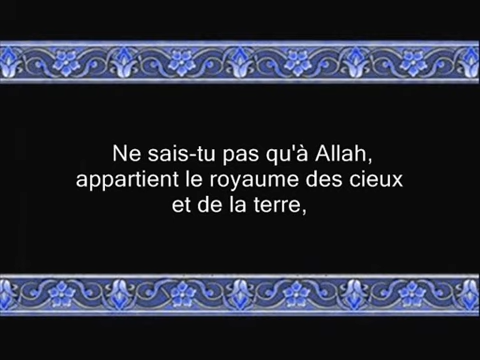 Ne sais-tu pas qu'à Allah,
appartient le royaume des cieux
et de la terre,